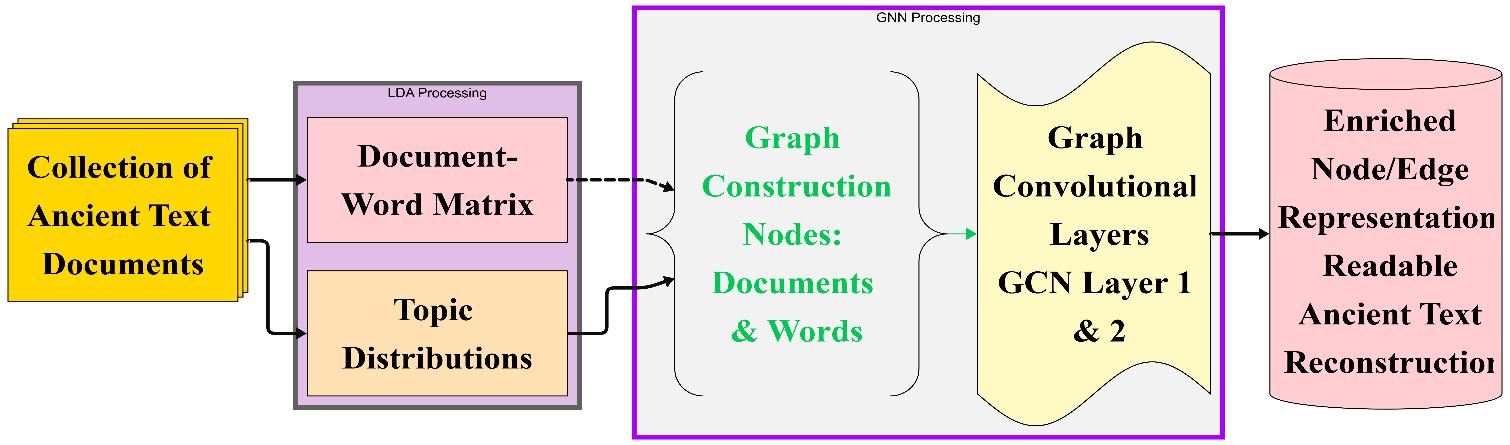 GNN Processing
LDA Processing
Collection of
Ancient Text
Documents
Document-
Word Matrix
Topic
Distributions
Graph
Construction
Nodes:
Documents
& Words
Graph
Convolutional
Layers
GCN Layer 1
& 2
Enriched
Node/Edge
Representation
Readable
Ancient Text
Reconstruction